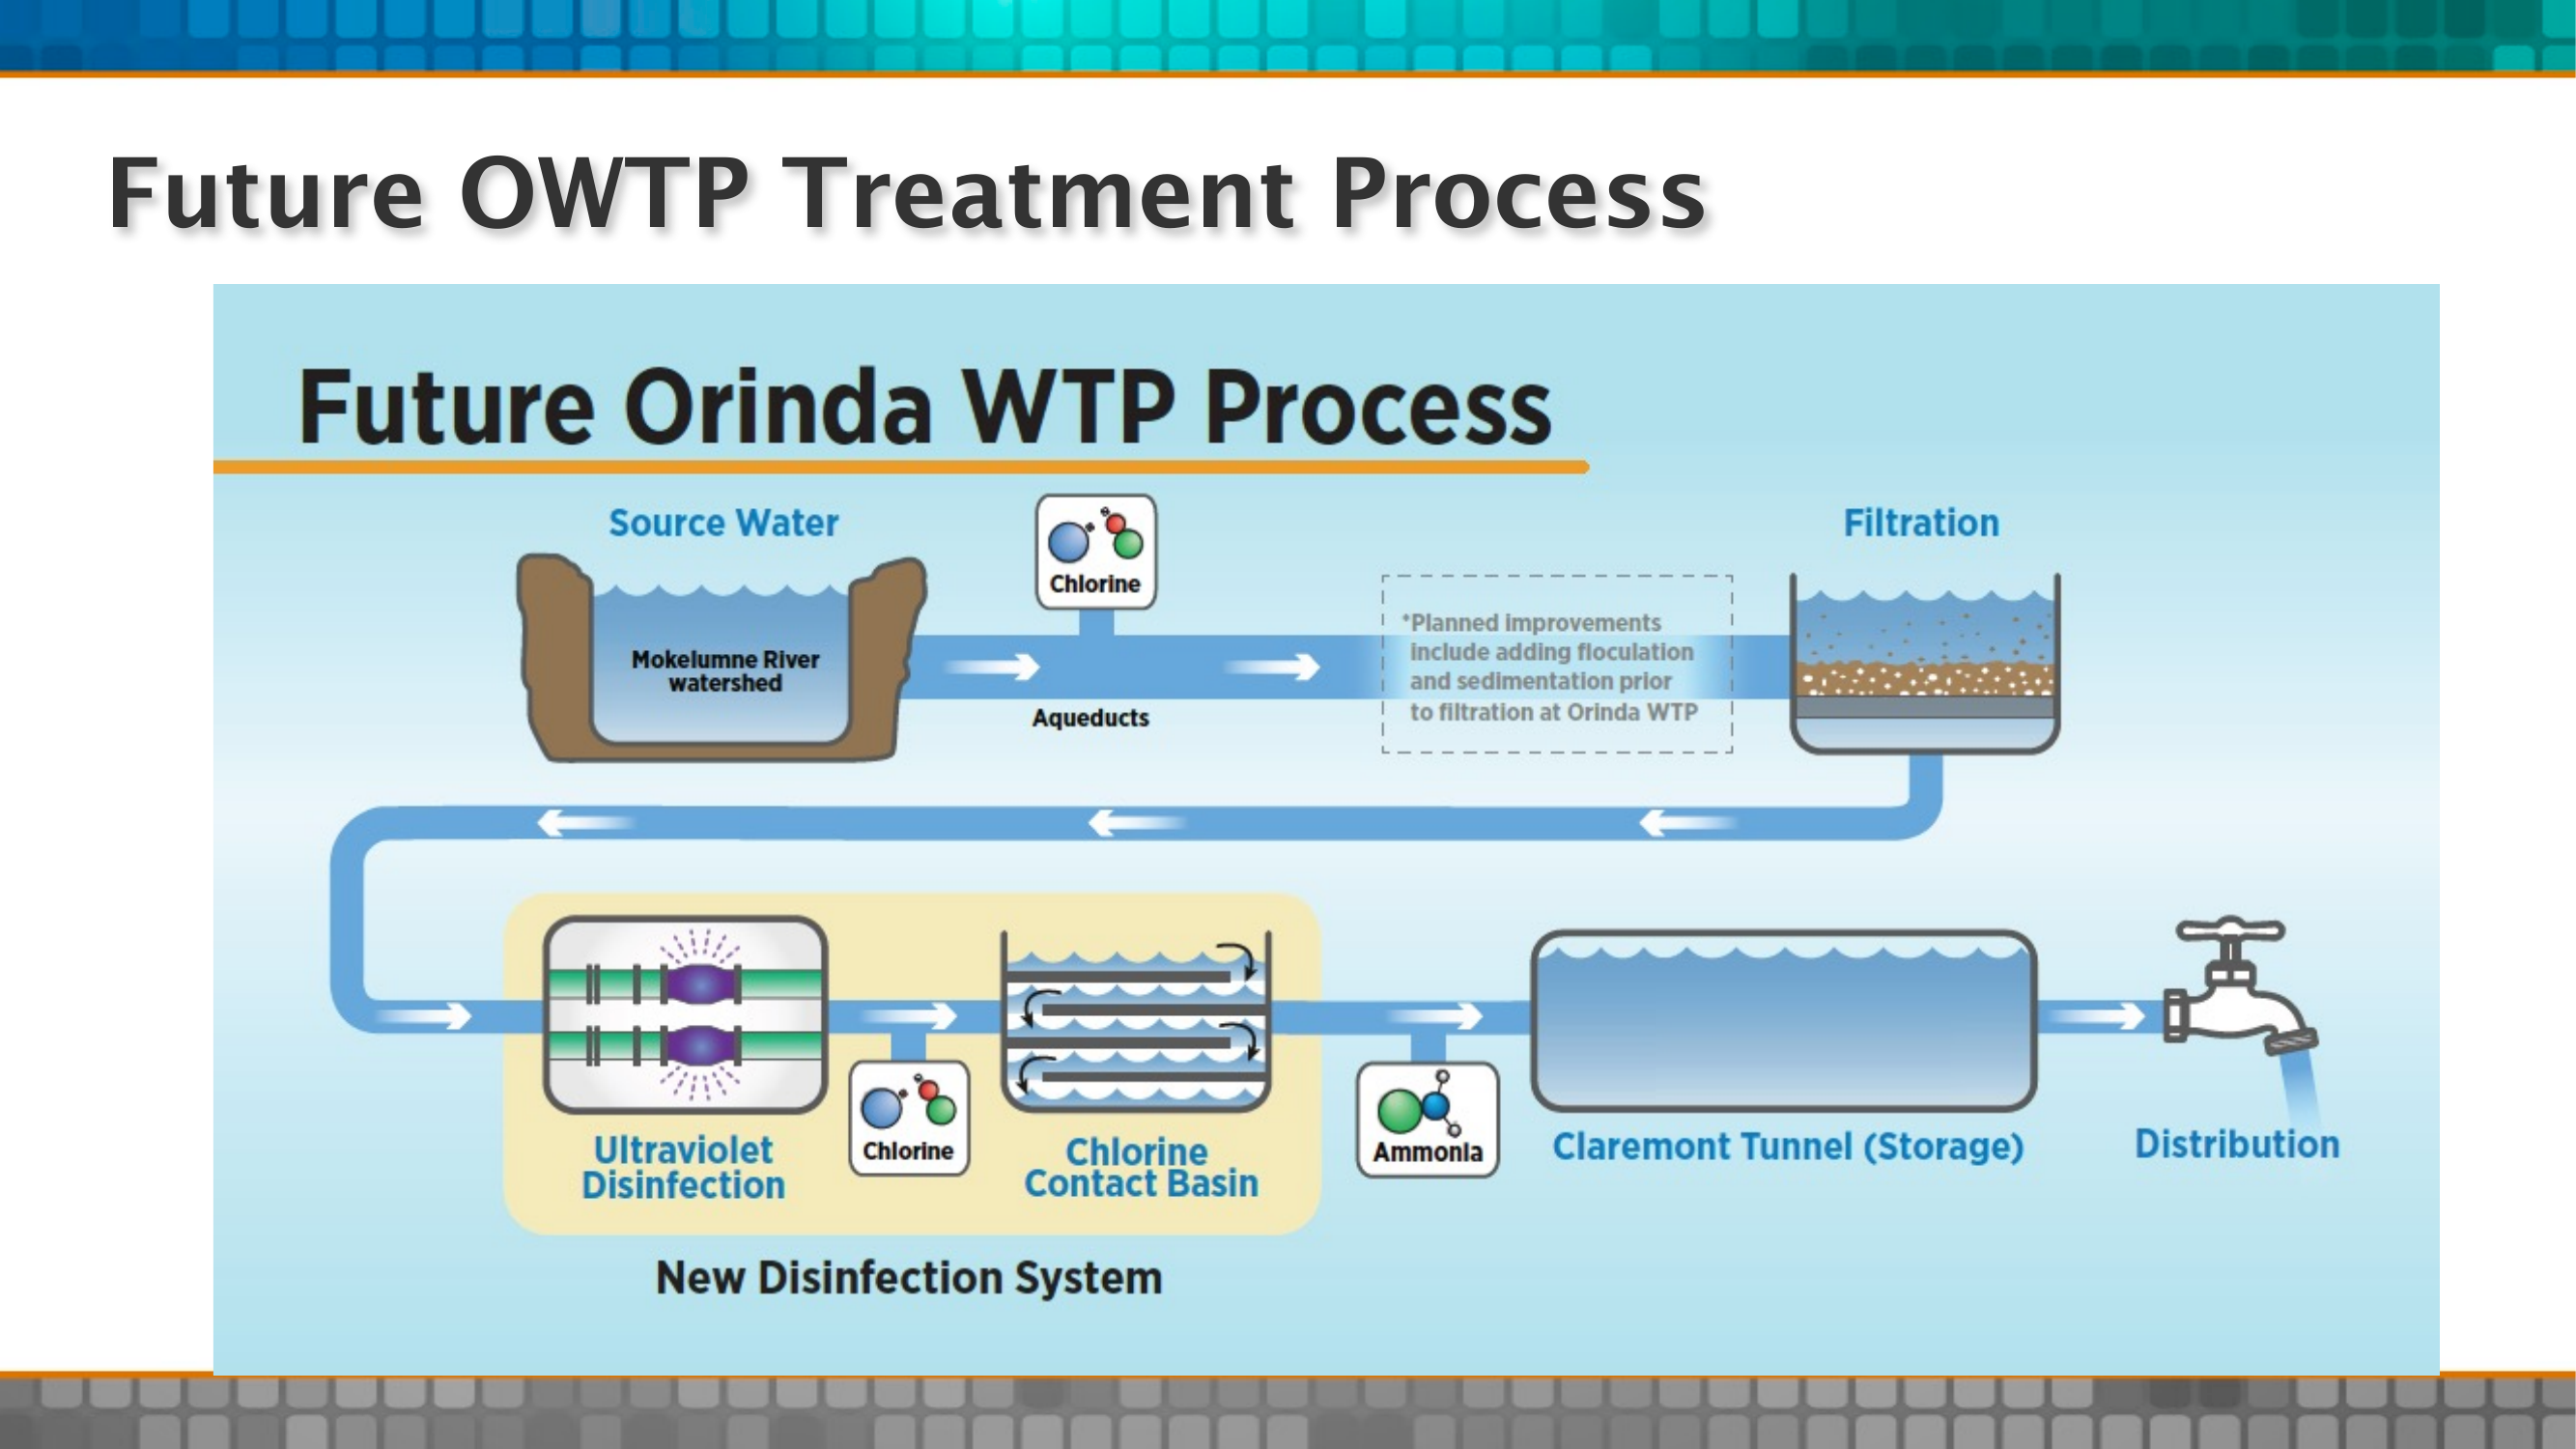 Future OWTP Treatment Process
Future Orinda WTP Process
Source Water
Chlorine
Filtration
Mokelumne River
watershed
Aqueducts
*Planned improvements
include adding floculation
and sedimentation prior
to filtration at Orinda WTP
Ultraviolet
Disinfection
Chlorine
Chlorine
Contact Basin
Ammonia
Claremont Tunnel (Storage)
Distribution
New Disinfection System